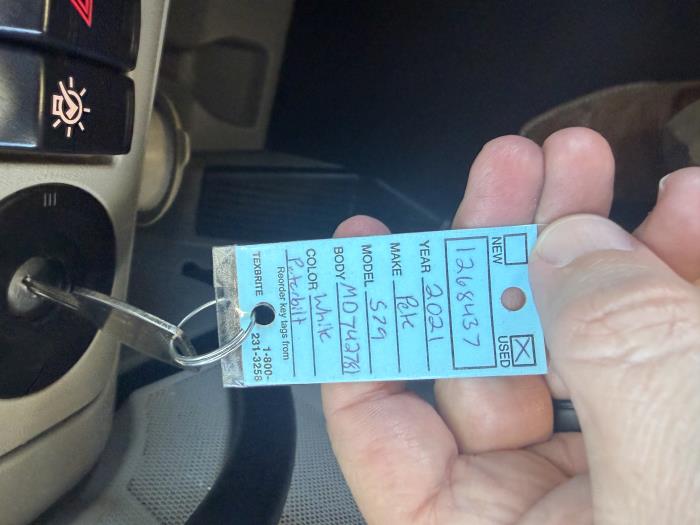 NEW USED
1268437
YEAR 2021
MAKE Pete
MODEL 579
BODY MD742781
COLOR White
Peterbilt
Reorder key tags from
TEXBRITE 1-800-
231-3258